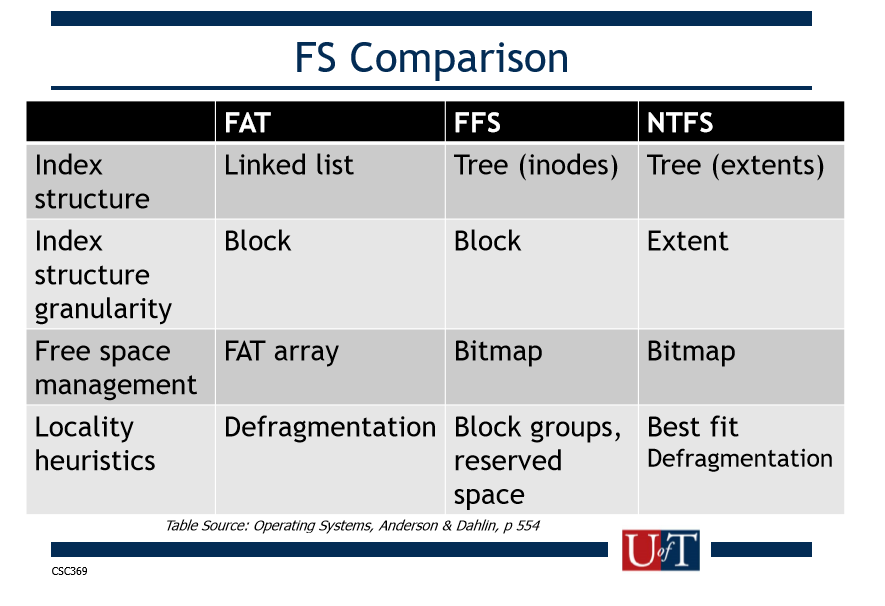 FS Comparison
FAT FFS NTFS
Index structure Linked list Tree (inodes) Tree (extents)
Index structure granularity Block Block Extent
Free space management FAT array Bitmap Bitmap
Locality heuristics Defragmentation Block groups, reserved space Best fit Defragmentation
Table Source: Operating Systems, Anderson & Dahlin, p 554
U of T
CSC369